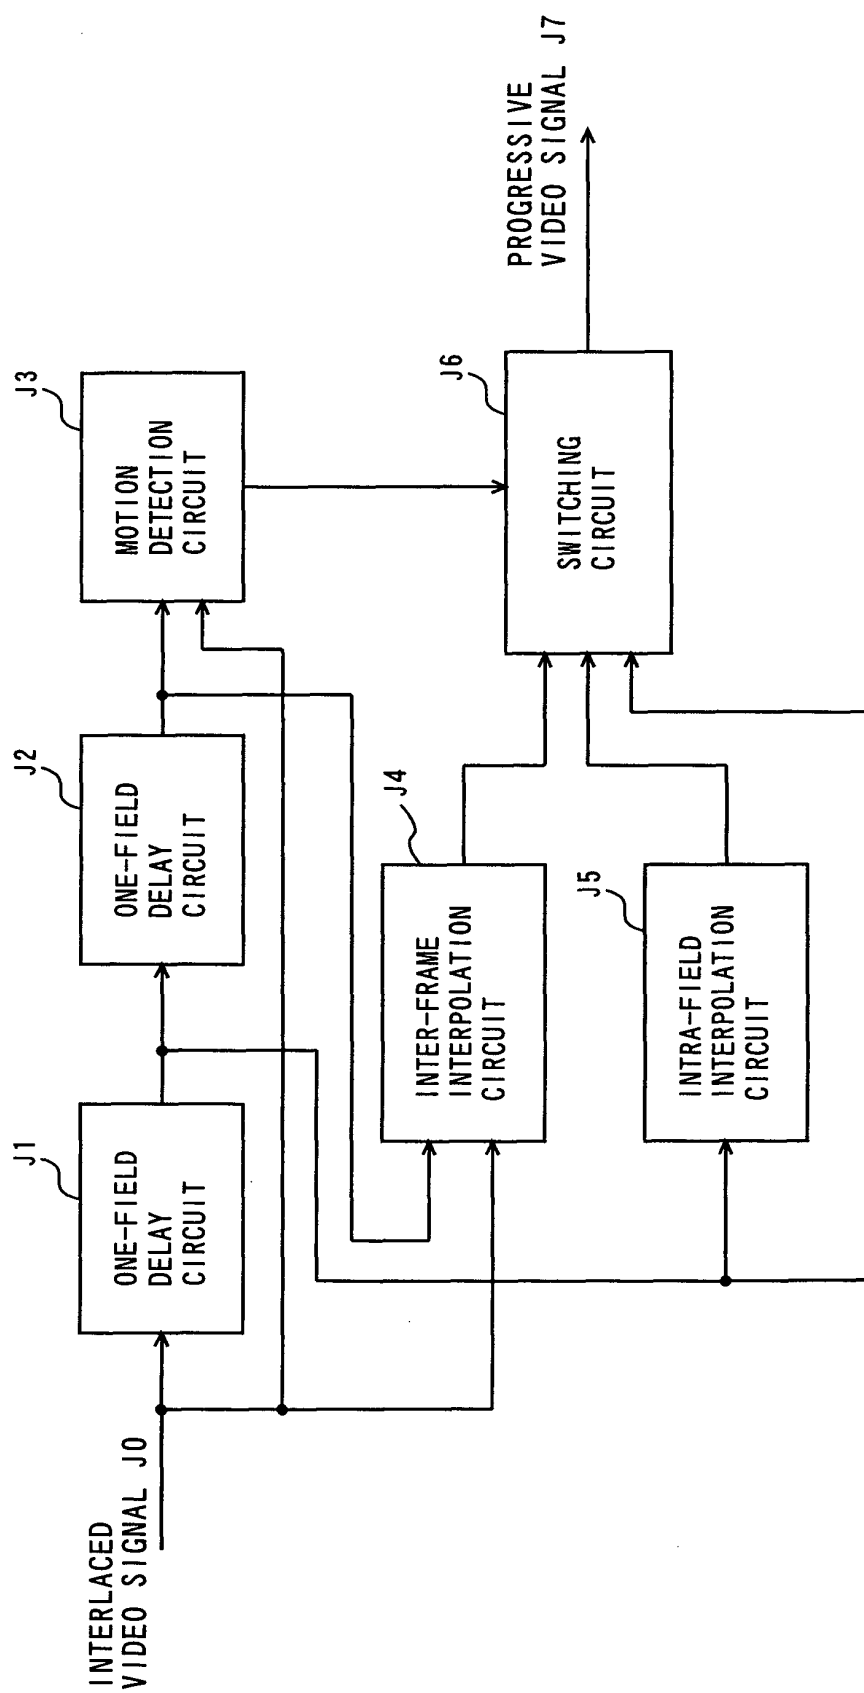 INTERLACED
VIDEO SIGNAL J0
J1
ONE-FIELD
DELAY
CIRCUIT
J2
ONE-FIELD
DELAY
CIRCUIT
J3
MOTION
DETECTION
CIRCUIT
J4
INTER-FRAME
INTERPOLATION
CIRCUIT
J5
INTRA-FIELD
INTERPOLATION
CIRCUIT
J6
SWITCHING
CIRCUIT
PROGRESSIVE
VIDEO SIGNAL J7